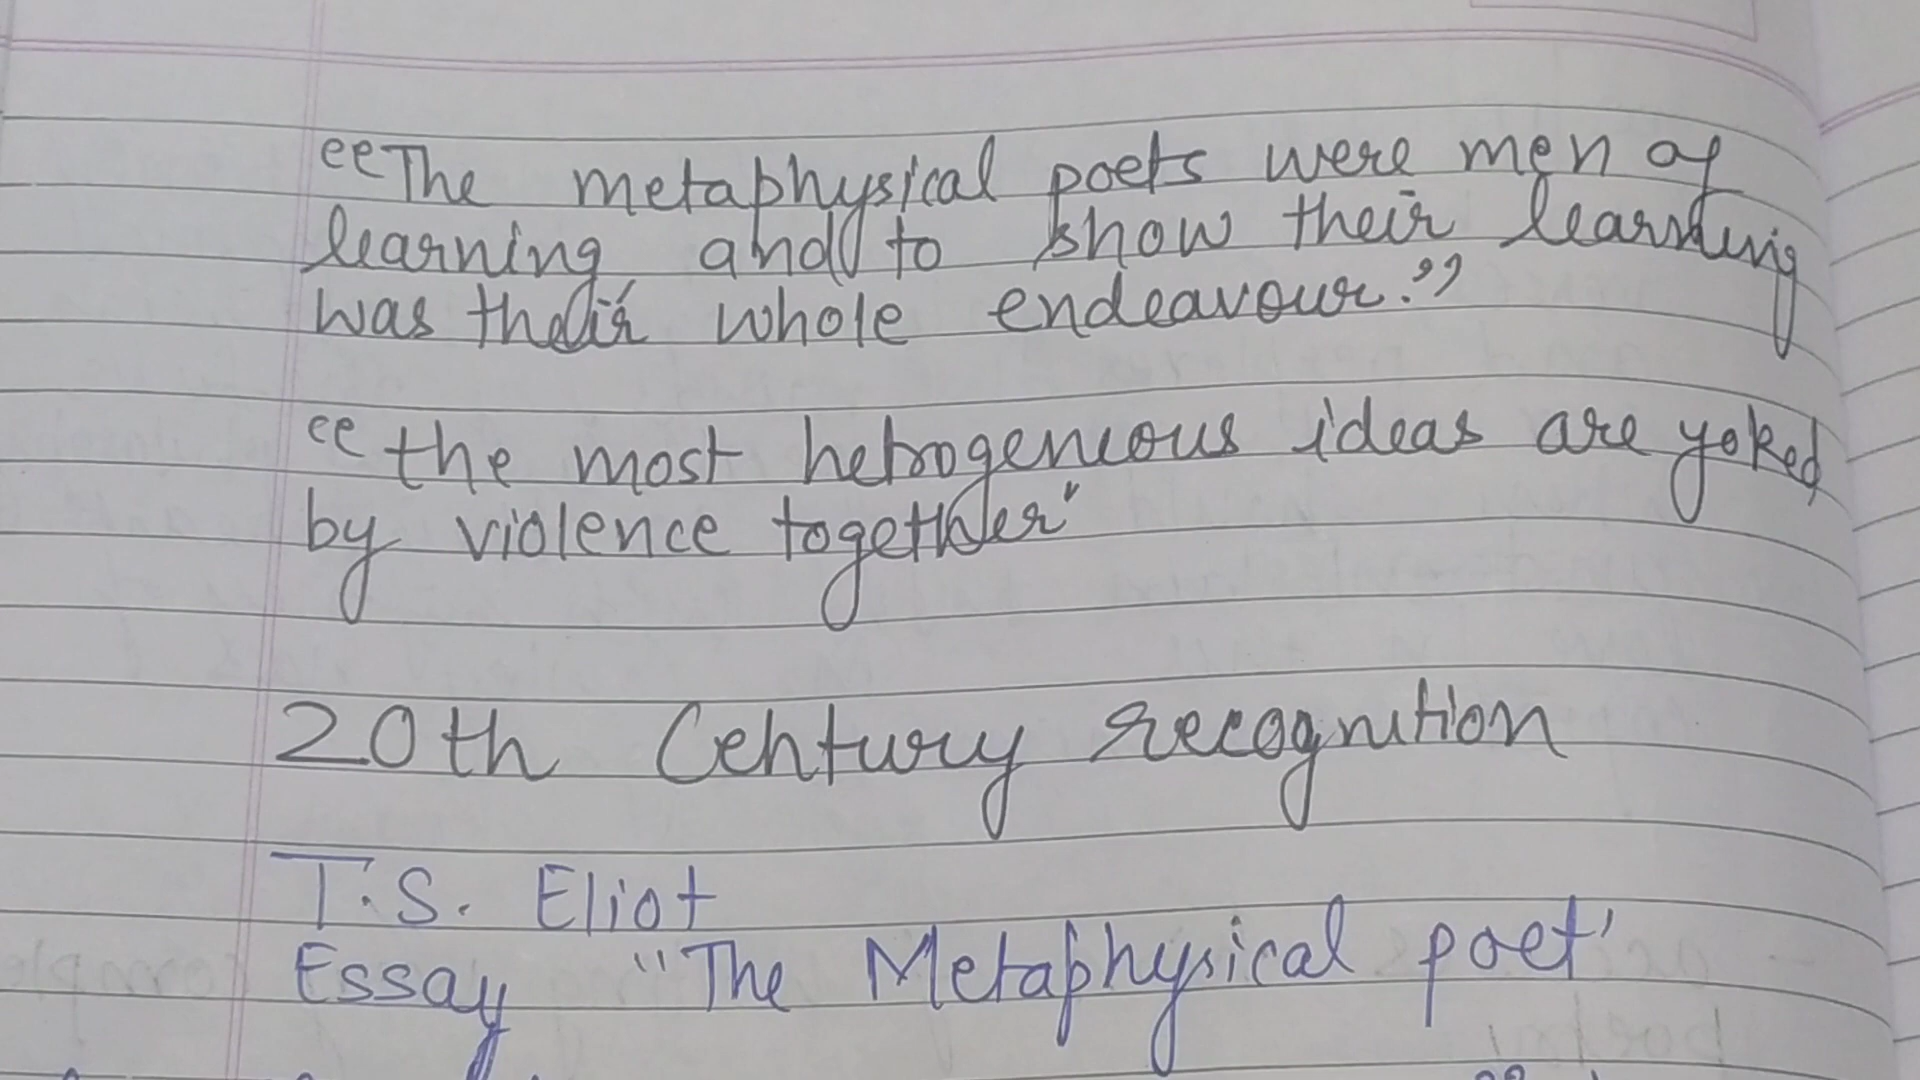 “The metaphysical poets were men of
learning and to show their learning
was their whole endeavour.”
“the most hetrogenious ideas are yoked
by violence together"
20th Century recognition
T.S. Eliot
Essay "The Metaphysical poet'